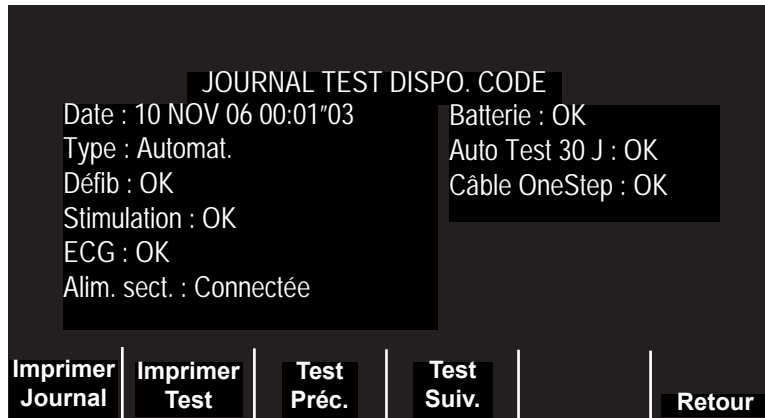 JOURNAL TEST DISPO. CODE
Date : 10 NOV 06 00:01"03
Type : Automat.
Défib : OK
Stimulation : OK
ECG : OK
Alim. sect. : Connectée
Batterie : OK
Auto Test 30 J : OK
Câble OneStep : OK
Imprimer Journal
Imprimer Test
Test Préc.
Test Suiv.
Retour